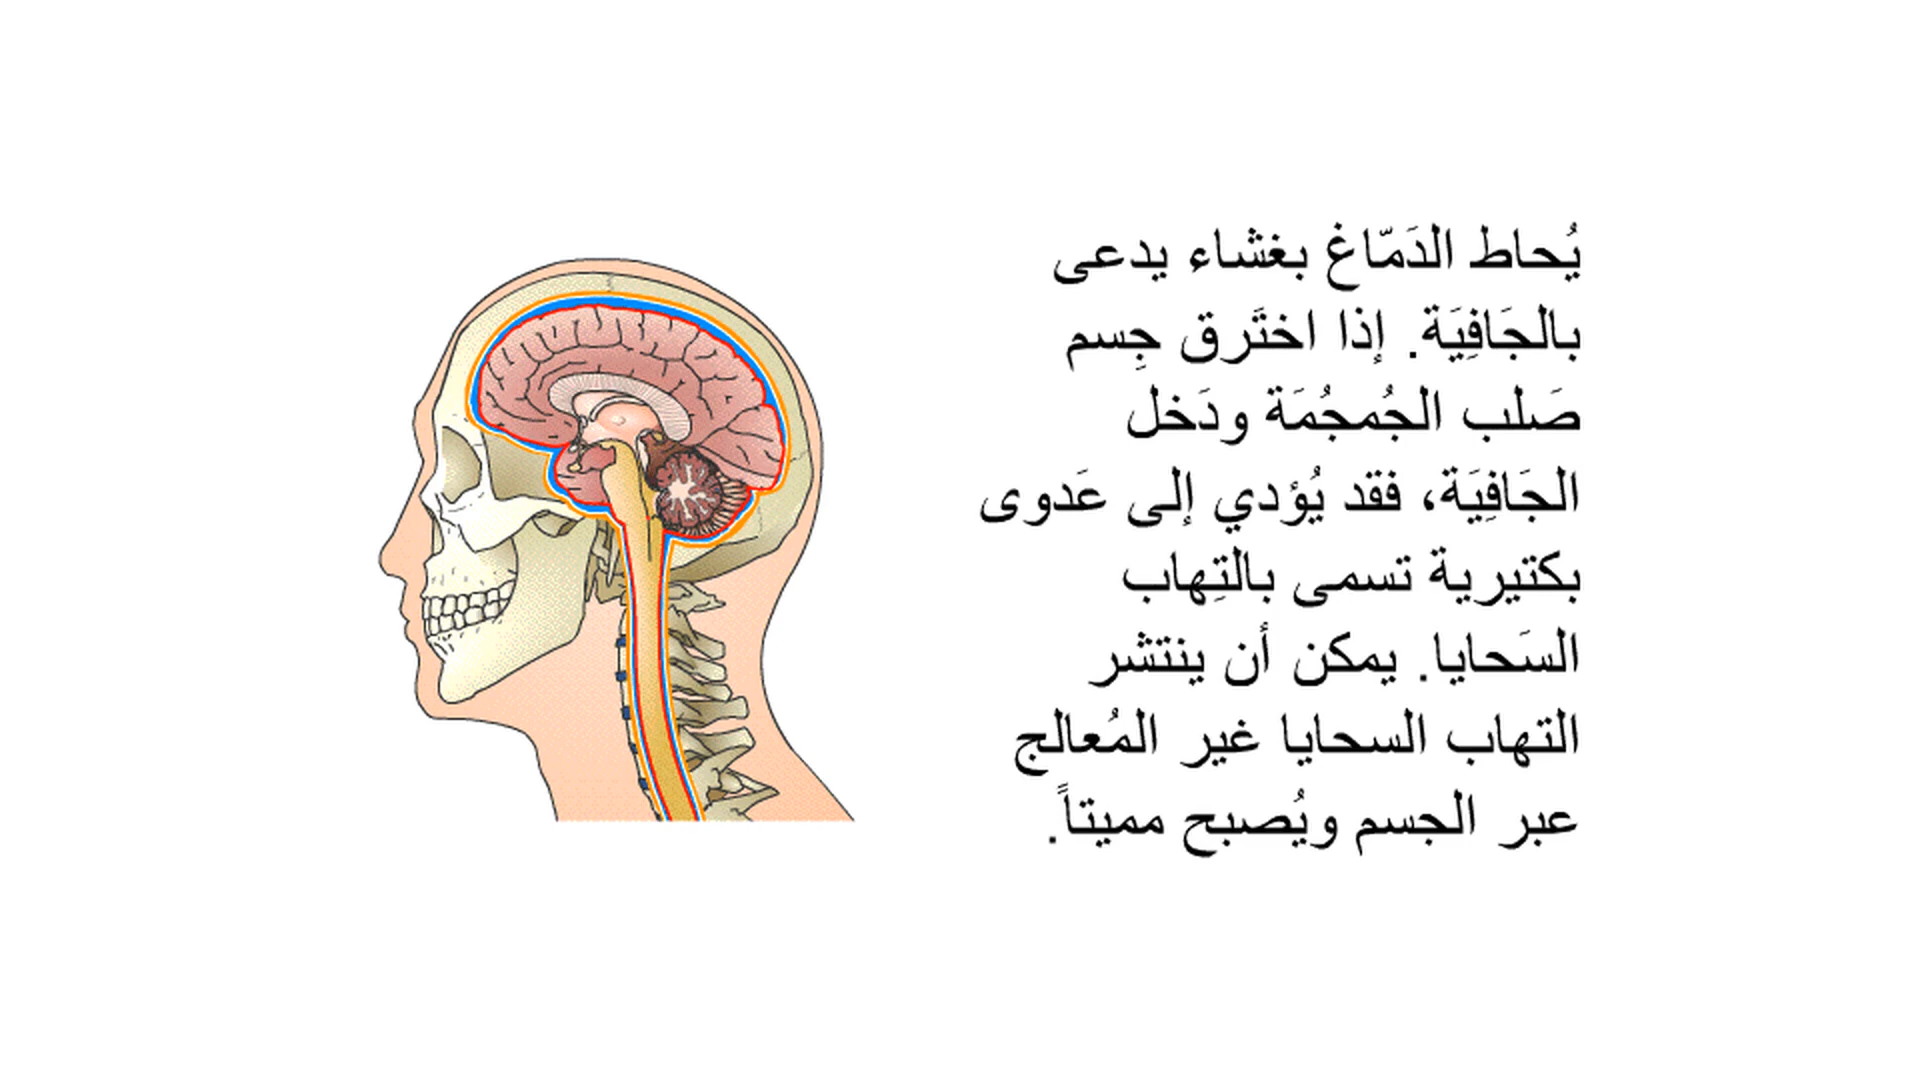 يُحاط الدَمّاغ بغشاء يدعى
بالجَافِيَة. إذا اختَرق جِسم
صَلب الجُمجُمَة ودَخل
الجَافِيَة، فقد يُؤدي إلى عَدوى
بكتيرية تسمى بالتِهاب
السَحايا. يمكن أن ينتشر
التهاب السحايا غير المُعالج
عبر الجسم ويُصبح مميتاً.